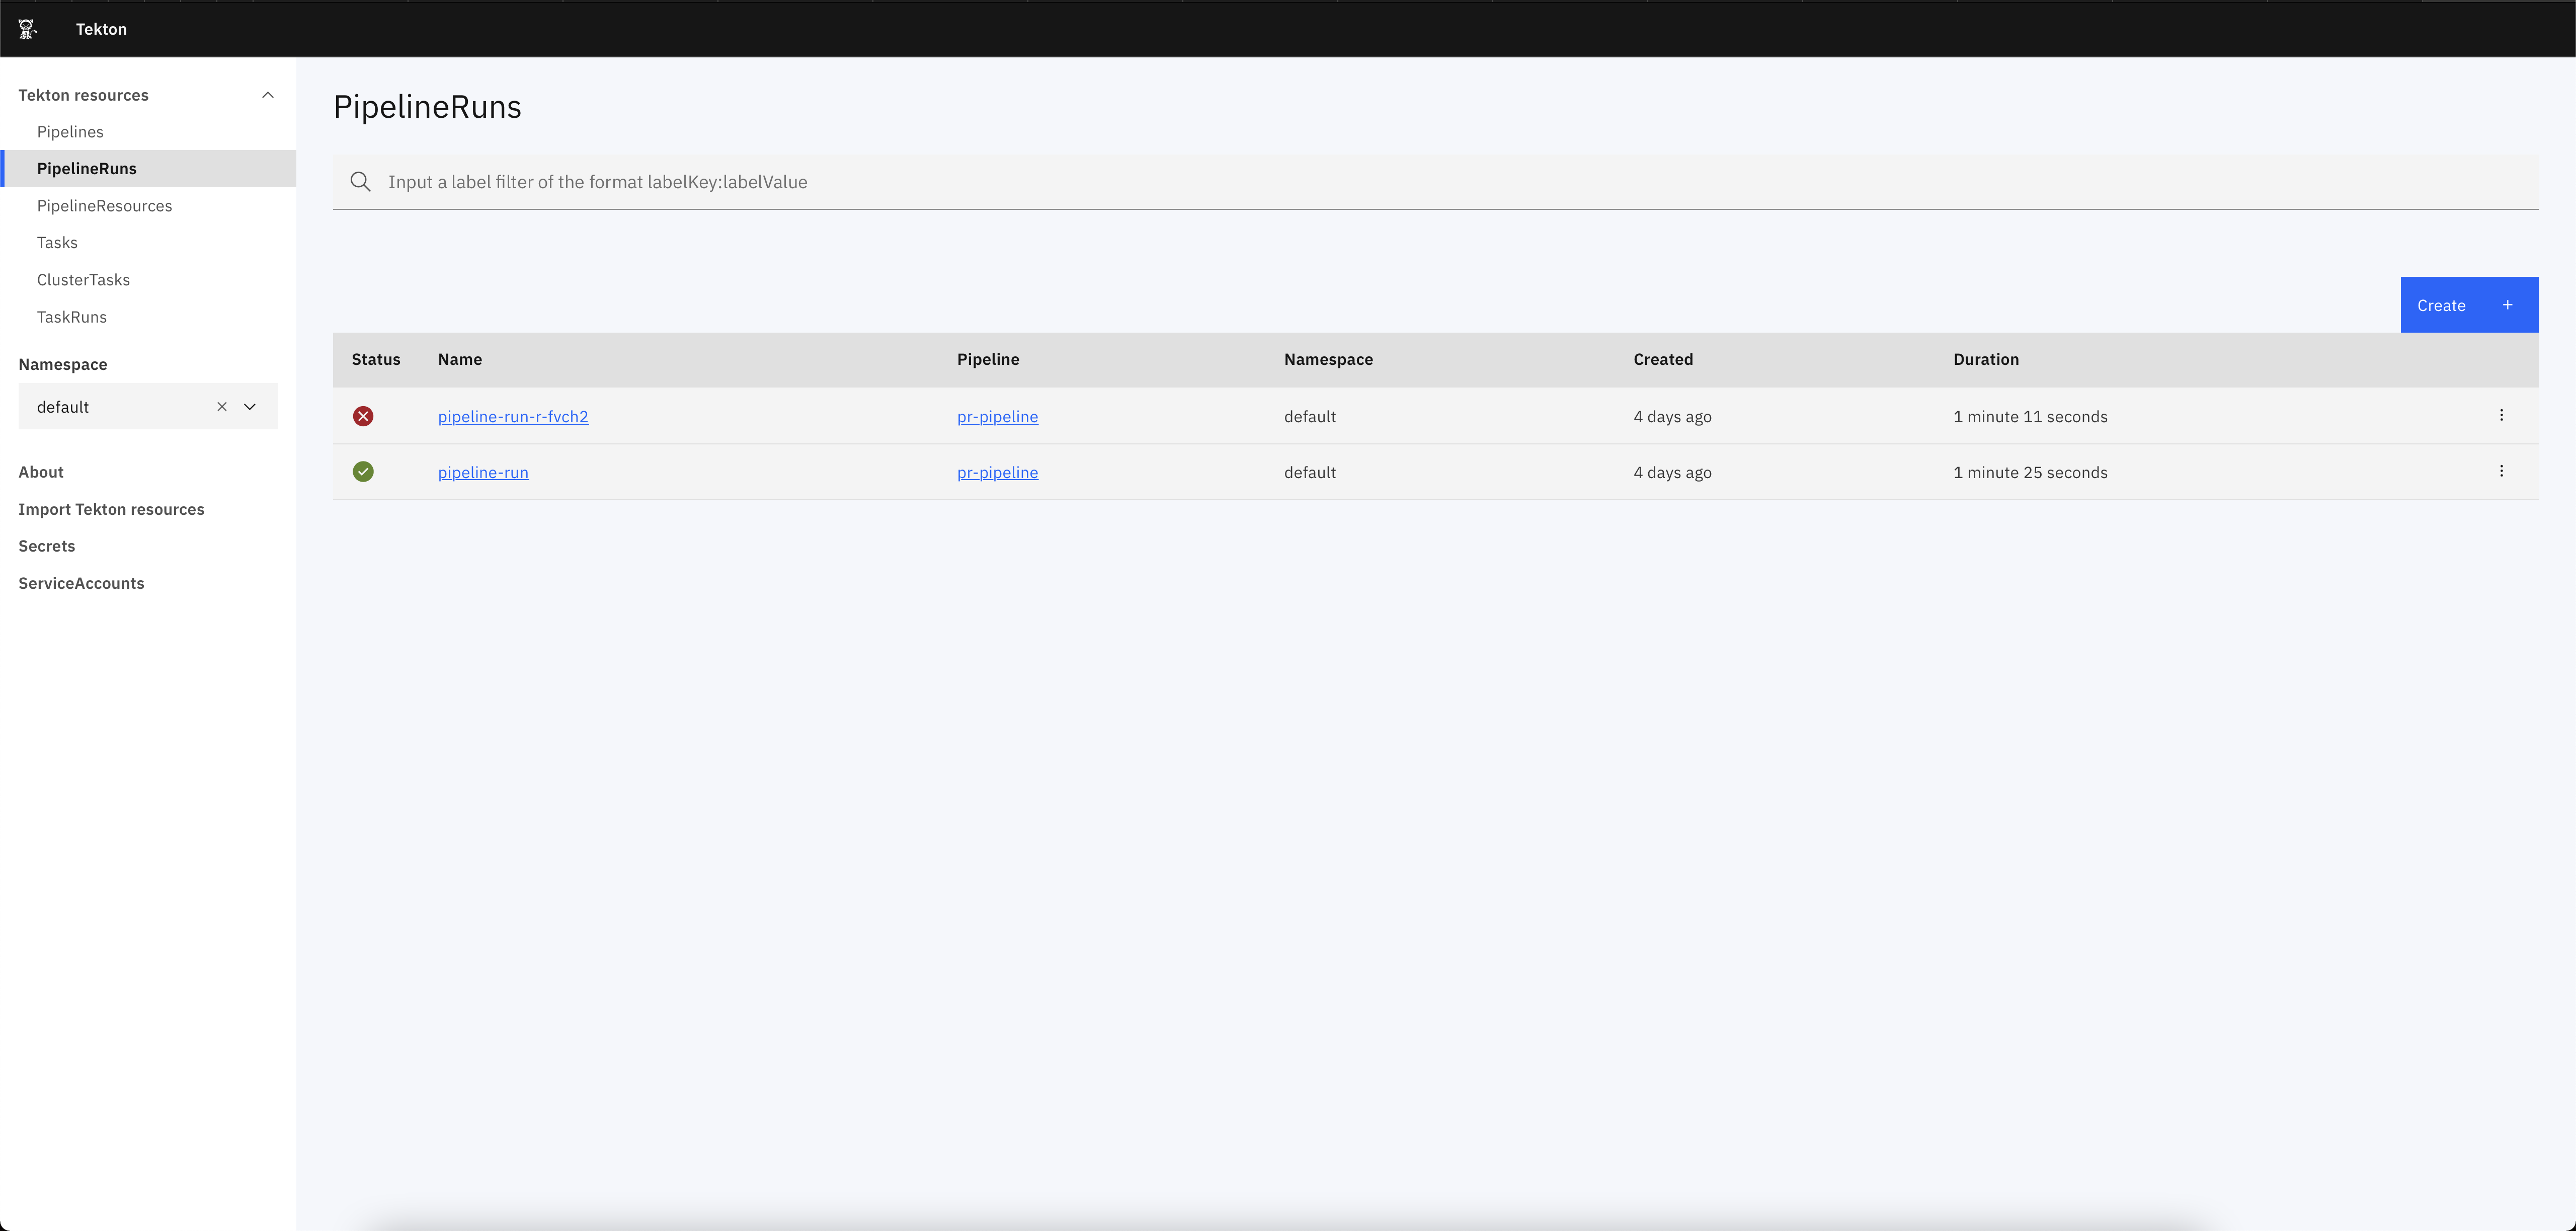 Tekton
Tekton resources
Pipelines
PipelineRuns
PipelineResources
Tasks
ClusterTasks
TaskRuns
Namespace
default
About
Import Tekton resources
Secrets
ServiceAccounts
PipelineRuns
Input a label filter of the format labelKey:labelValue
Create +
Status Name Pipeline Namespace Created Duration
pipeline-run-r-fvch2 pr-pipeline default 4 days ago 1 minute 11 seconds
pipeline-run pr-pipeline default 4 days ago 1 minute 25 seconds